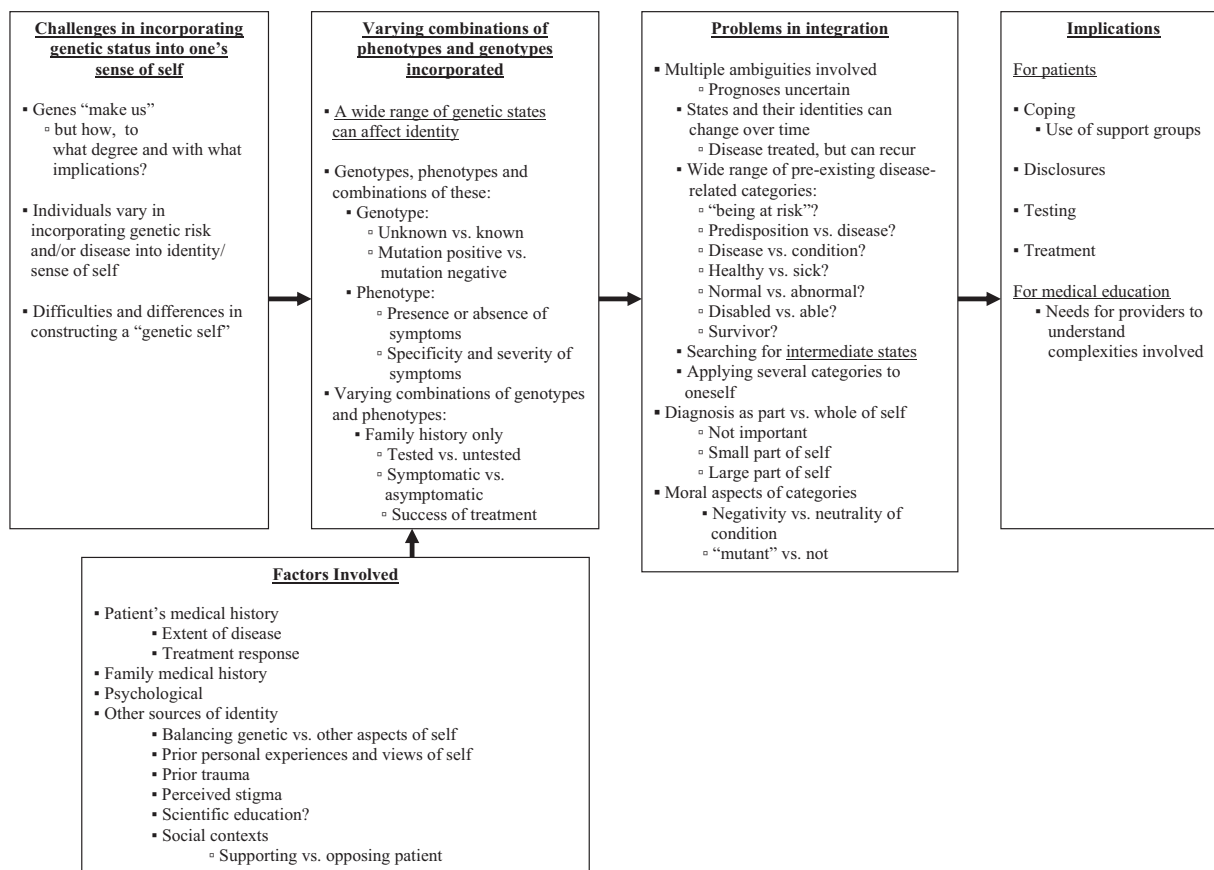 Challenges in incorporating
genetic status into one’s
sense of self
▪ Genes “make us”
▫ but how, to
what degree and with what
implications?
▪ Individuals vary in
incorporating genetic risk
and/or disease into identity/
sense of self
▪ Difficulties and differences in
constructing a “genetic self”
Varying combinations of
phenotypes and genotypes
incorporated
▪ A wide range of genetic states
can affect identity
▪ Genotypes, phenotypes and
combinations of these:
▪ Genotype:
▫ Unknown vs. known
▫ Mutation positive vs.
mutation negative
▪ Phenotype:
▫ Presence or absence of
symptoms
▫ Specificity and severity of
symptoms
▪ Varying combinations of genotypes
and phenotypes:
▪ Family history only
▫ Tested vs. untested
▫ Symptomatic vs.
asymptomatic
▫ Success of treatment
Problems in integration
▪ Multiple ambiguities involved
▫ Prognoses uncertain
▪ States and their identities can
change over time
▫ Disease treated, but can recur
▪ Wide range of pre-existing disease-
related categories:
▫ “being at risk”?
▫ Predisposition vs. disease?
▫ Disease vs. condition?
▫ Healthy vs. sick?
▫ Normal vs. abnormal?
▫ Disabled vs. able?
▫ Survivor?
▪ Searching for intermediate states
▪ Applying several categories to
oneself
▪ Diagnosis as part vs. whole of self
▫ Not important
▫ Small part of self
▫ Large part of self
▪ Moral aspects of categories
▪ Negativity vs. neutrality of
condition
▫ “mutant” vs. not
Implications
For patients
▪ Coping
▪ Use of support groups
▪ Disclosures
▪ Testing
▪ Treatment
For medical education
▪ Needs for providers to
understand
complexities involved
Factors Involved
▪ Patient’s medical history
▪ Extent of disease
▪ Treatment response
▪ Family medical history
▪ Psychological
▪ Other sources of identity
▪ Balancing genetic vs. other aspects of self
▪ Prior personal experiences and views of self
▪ Prior trauma
▪ Perceived stigma
▪ Scientific education?
▪ Social contexts
▫ Supporting vs. opposing patient